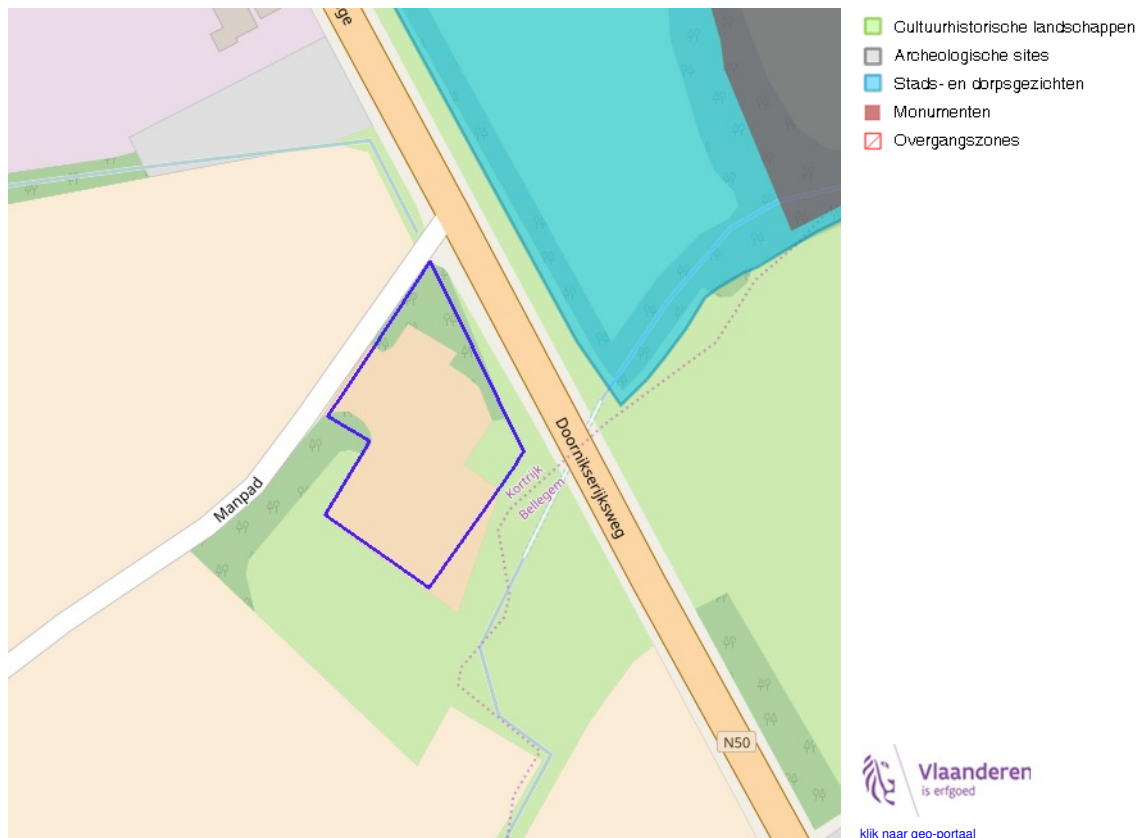 ge
Manpad
Kortrijk
Bellegem
Doornikserijksweg
N50
Cultuurhistorische landschappen
Archeologische sites
Stads- en dorpsgezichten
Monumenten
Overgangszones
Vlaanderen
is erfgoed
klik naar geo-portaal